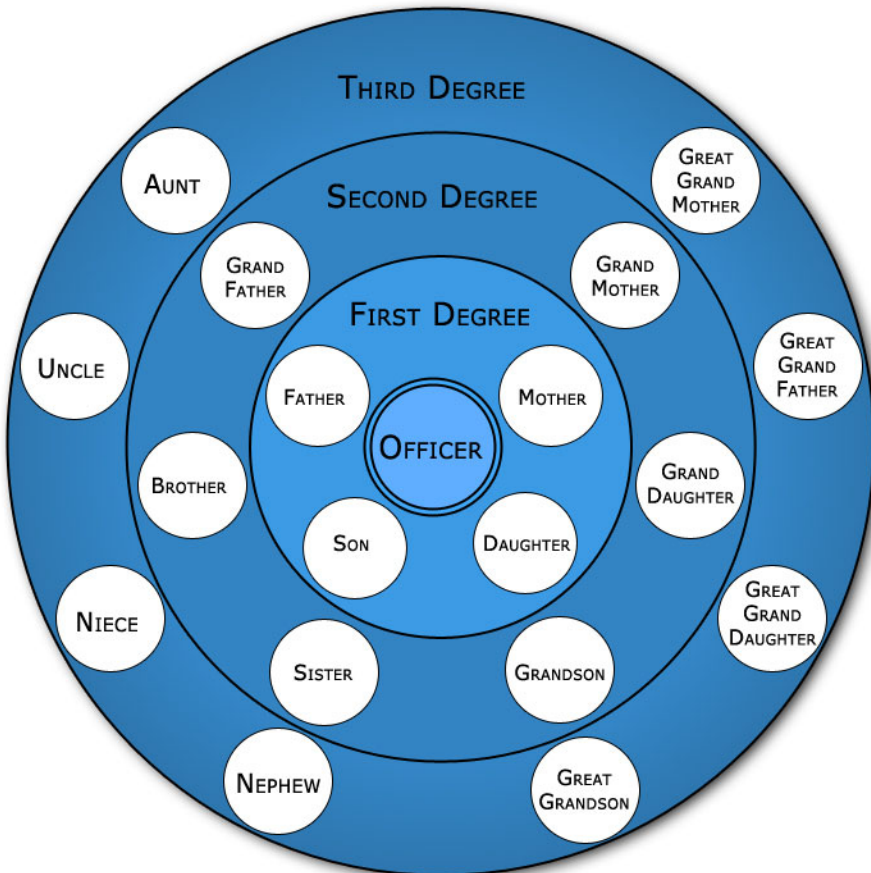 Third Degree
Aunt
Great
Grand
Mother
Second Degree
Grand
Father
Grand
Mother
First Degree
Uncle
Great
Grand
Father
Father
Mother
Officer
Brother
Grand
Daughter
Son
Daughter
Niece
Great
Grand
Daughter
Sister
Grandson
Nephew
Great
Grandson